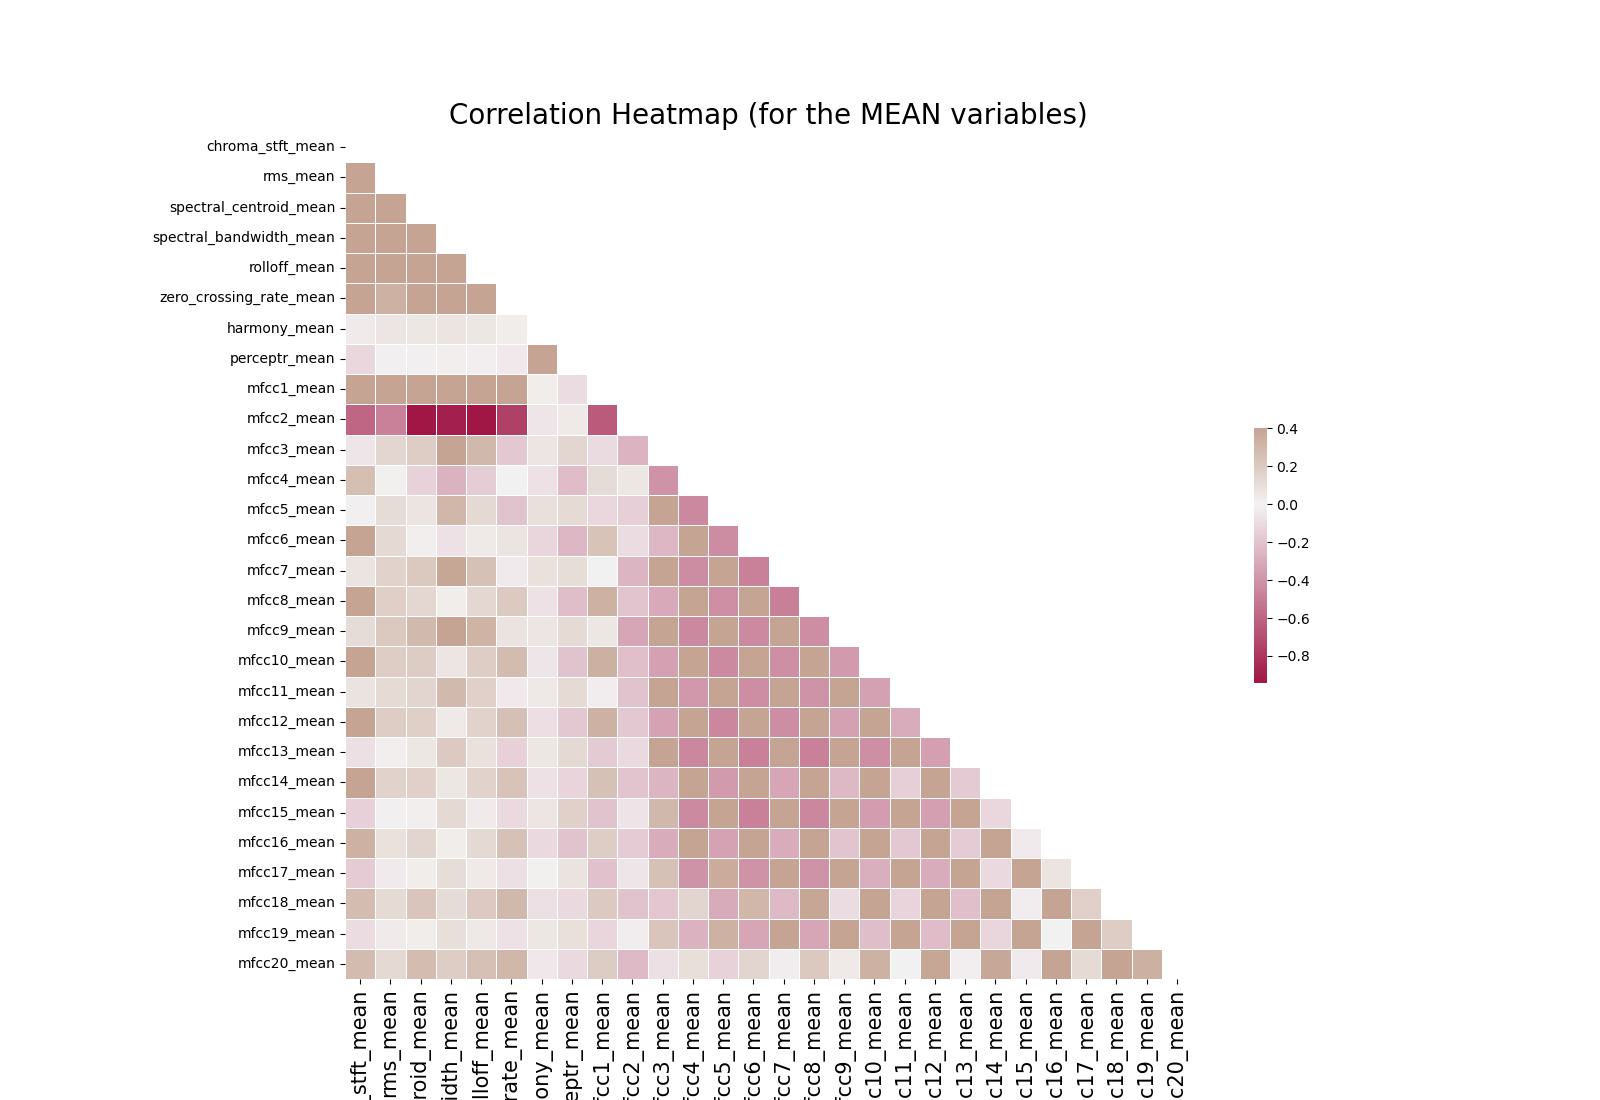 Correlation Heatmap (for the MEAN variables)
chroma_stft_mean
rms_mean
spectral_centroid_mean
spectral_bandwidth_mean
rolloff_mean
zero_crossing_rate_mean
harmony_mean
perceptr_mean
mfcc1_mean
mfcc2_mean
mfcc3_mean
mfcc4_mean
mfcc5_mean
mfcc6_mean
mfcc7_mean
mfcc8_mean
mfcc9_mean
mfcc10_mean
mfcc11_mean
mfcc12_mean
mfcc13_mean
mfcc14_mean
mfcc15_mean
mfcc16_mean
mfcc17_mean
mfcc18_mean
mfcc19_mean
mfcc20_mean
_stft_mean
rms_mean
roid_mean
idth_mean
lloff_mean
rate_mean
ony_mean
eptr_mean
fcc1_mean
fcc2_mean
fcc3_mean
fcc4_mean
fcc5_mean
fcc6_mean
fcc7_mean
fcc8_mean
fcc9_mean
c10_mean
c11_mean
c12_mean
c13_mean
c14_mean
c15_mean
c16_mean
c17_mean
c18_mean
c19_mean
c20_mean
0.4
0.2
0.0
−0.2
−0.4
−0.6
−0.8